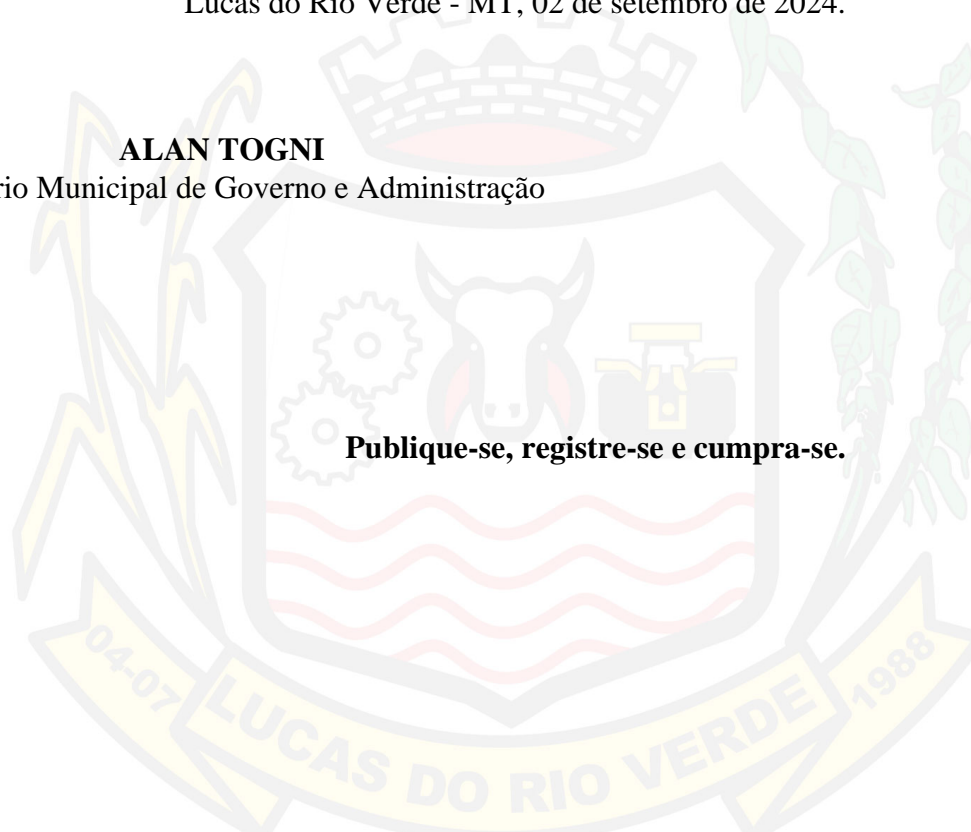 Lucas do Rio Verde - MT, 02 de setembro de 2024.
ALAN TOGNI
rio Municipal de Governo e Administração
Publique-se, registre-se e cumpra-se.
04-07 LUCAS DO RIO VERDE 1988